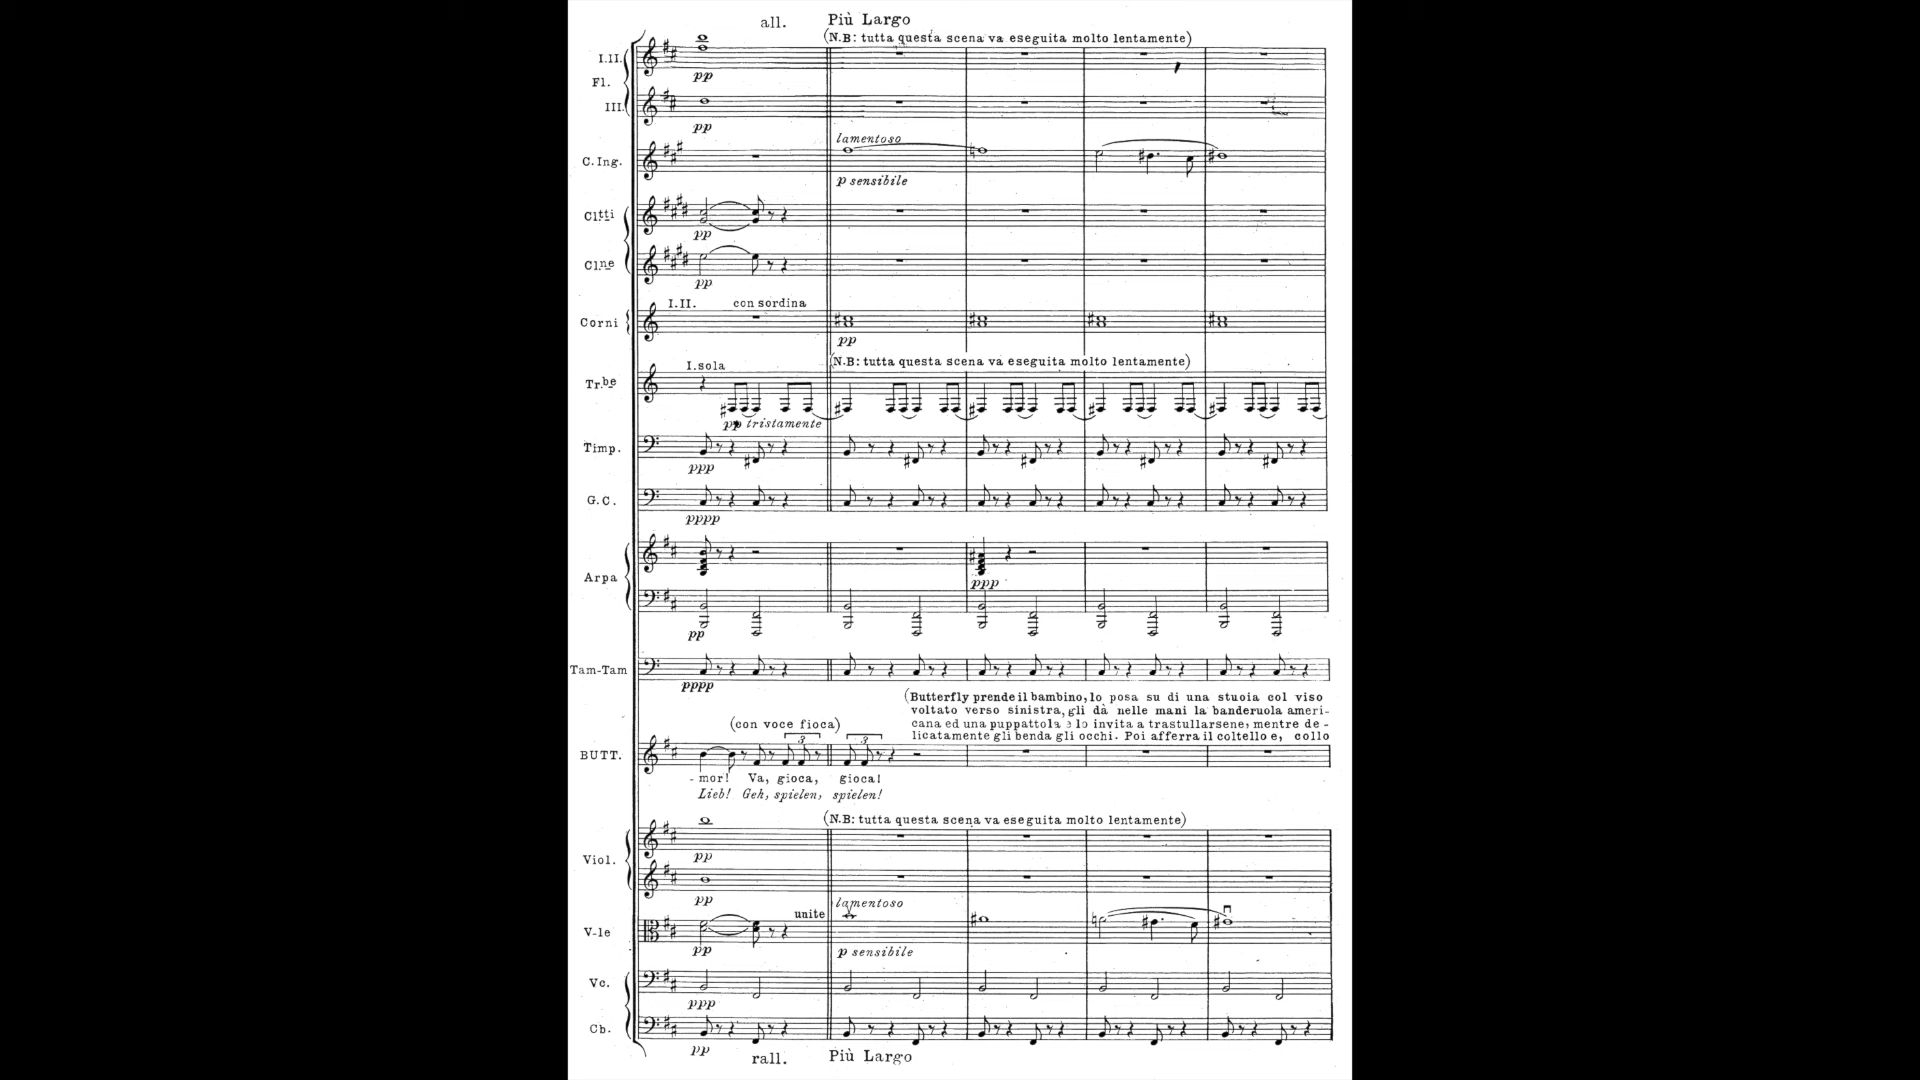 all. Più Largo
(N.B: tutta questa scena va eseguita molto lentamente)
I.II.
Fl.
pp
III.
pp
lamentoso
C. Ing.
p sensibile
Cltti
pp
Clne
pp
I.II. con sordina
Corni
pp
(N.B: tutta questa scena va eseguita molto lentamente)
I. sola
Tr.be
pp tristamente
Timp.
ppp
G.C.
pppp
Arpa
ppp
pp
Tam-Tam
pppp
(Butterfly prende il bambino, lo posa su di una stuoia col viso
voltato verso sinistra, gli dà nelle mani la banderuola ameri-
cana ed una puppattola e lo invita a trastullarsene, mentre de-
licatamente gli benda gli occhi. Poi afferra il coltello e, collo
(con voce fioca)
3 3
BUTT.
- mor! Va, gioca, gioca!
Lieb! Geh, spielen, spielen!
(N.B: tutta questa scena va eseguita molto lentamente)
Viol.
pp
pp
lamentoso
unite
V-le
pp
p sensibile
Vc.
ppp
Cb.
pp
rall. Più Largo